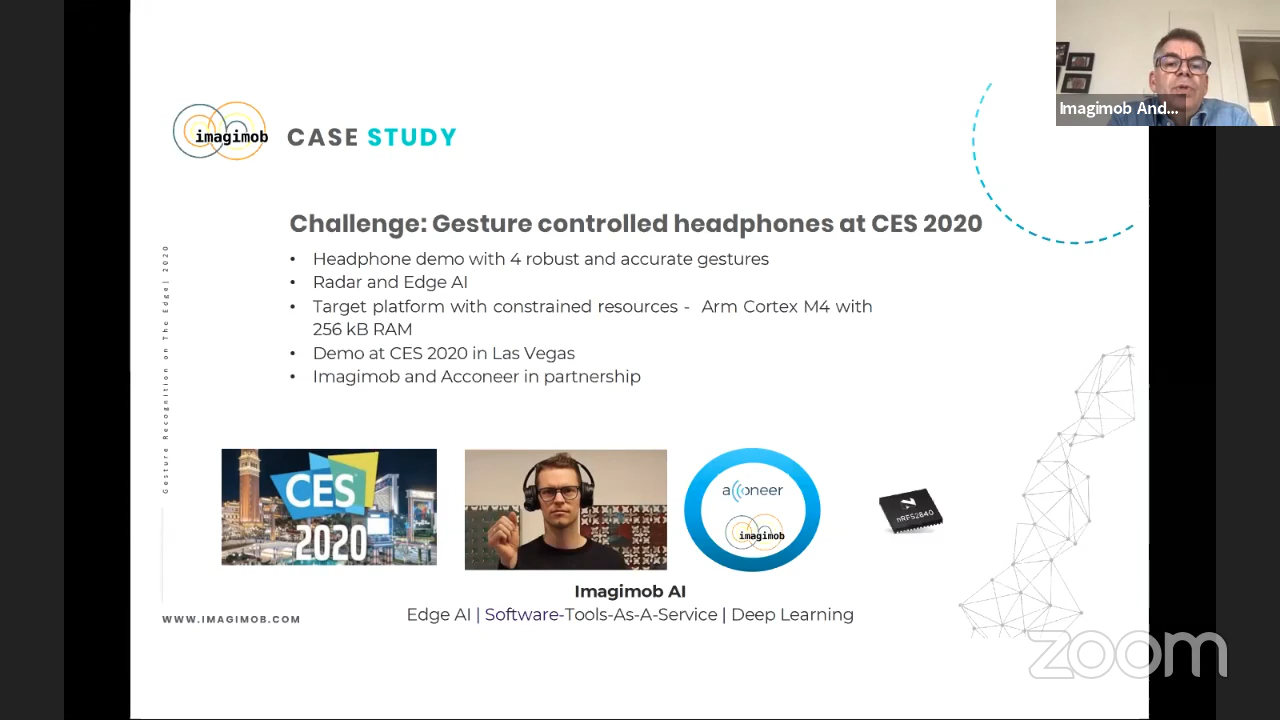 Imagimob And...
imagimob
CASE STUDY
Challenge: Gesture controlled headphones at CES 2020
• Headphone demo with 4 robust and accurate gestures
• Radar and Edge AI
• Target platform with constrained resources - Arm Cortex M4 with
256 kB RAM
• Demo at CES 2020 in Las Vegas
• Imagimob and Acconeer in partnership
Gesture Recognition on The Edge| 2020
CES
2020
acconeer
imagimob
nRF52840
Imagimob AI
Edge AI | Software-Tools-As-A-Service | Deep Learning
WWW.IMAGIMOB.COM
zoom